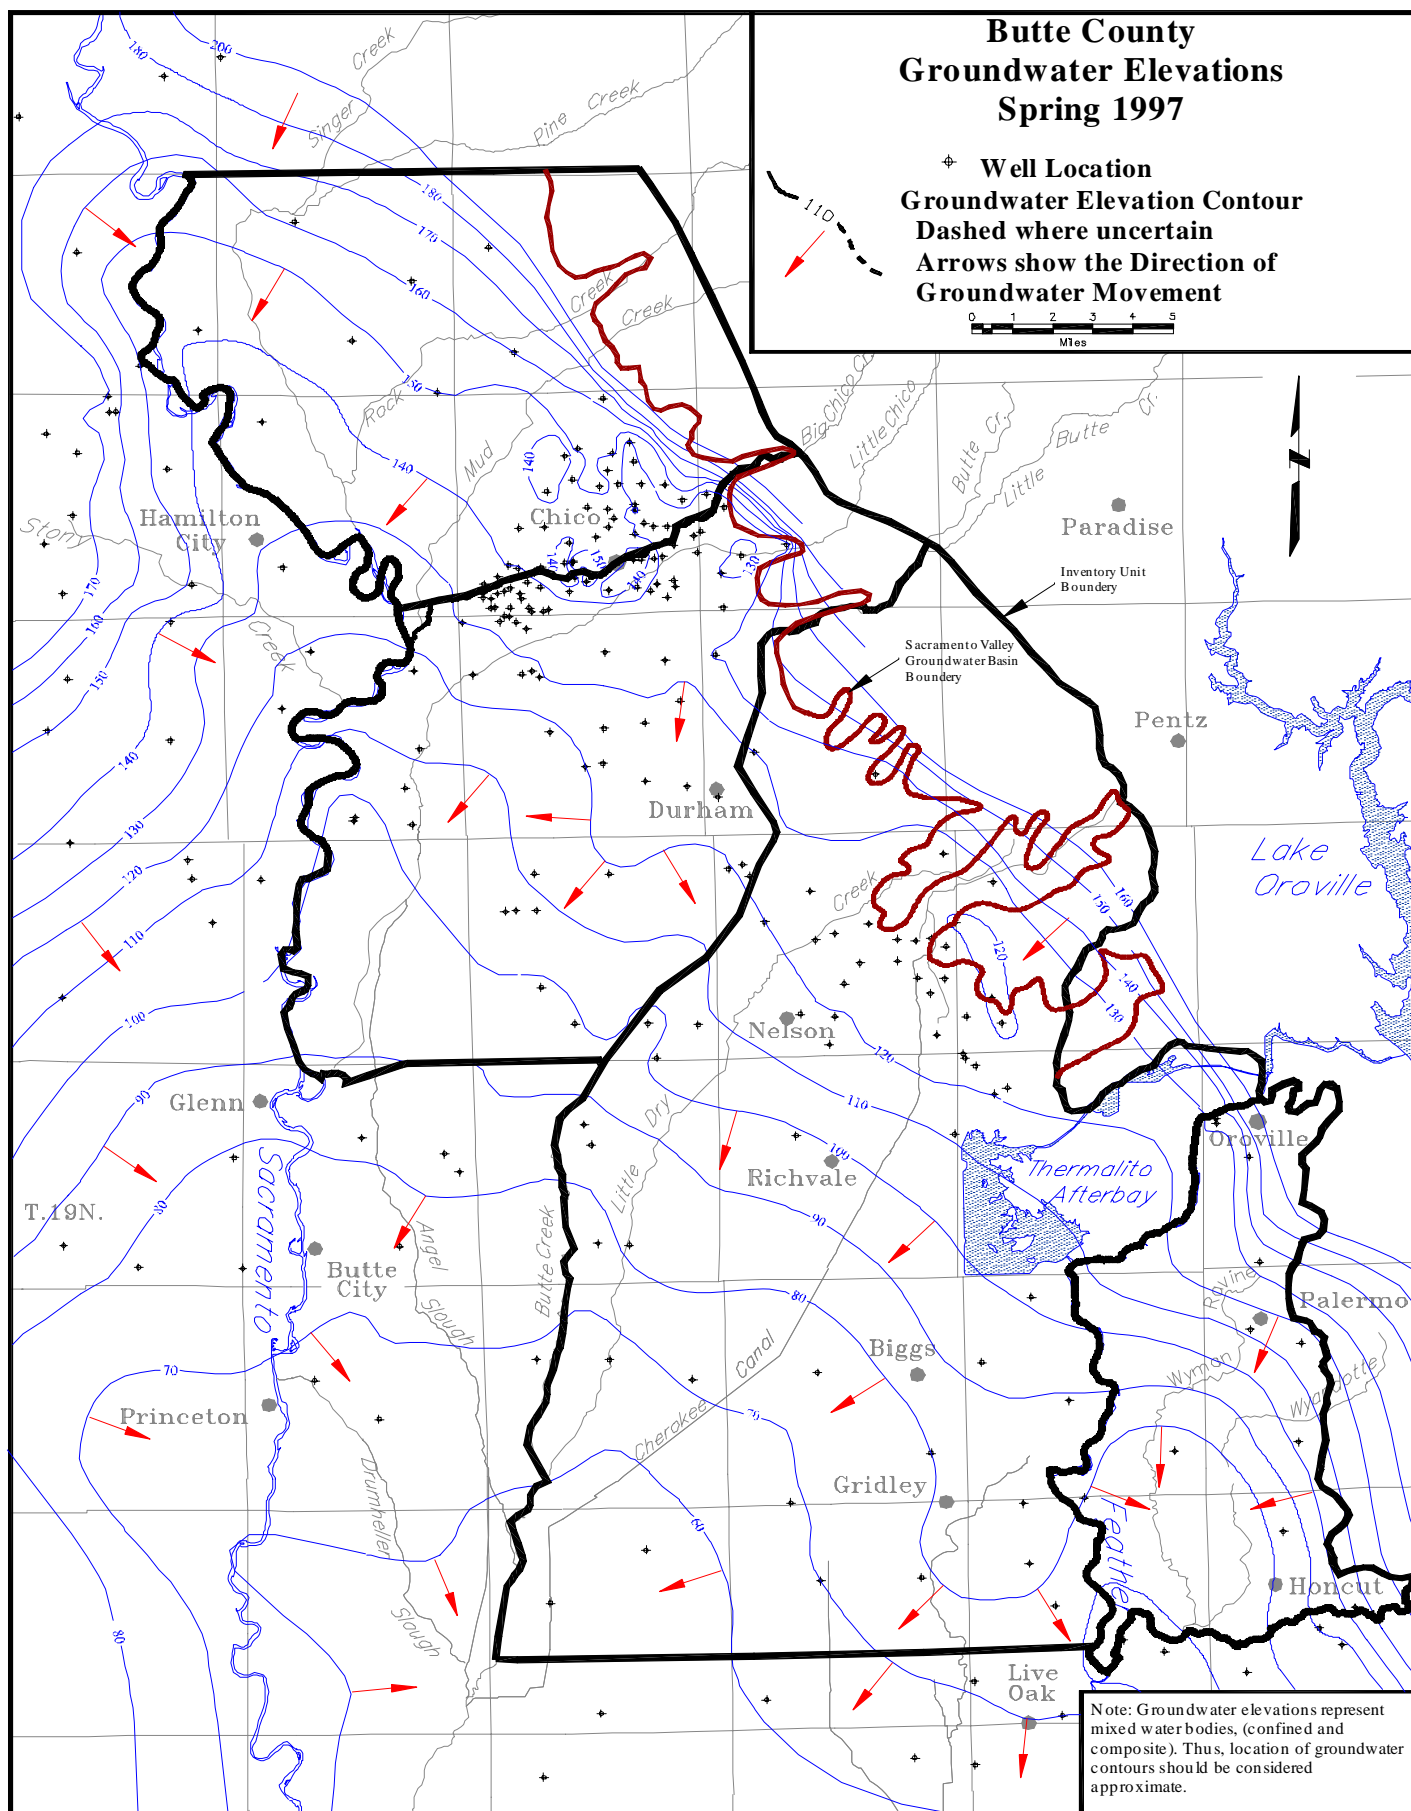 Butte County
Groundwater Elevations
Spring 1997
Well Location
Groundwater Elevation Contour
Dashed where uncertain
Arrows show the Direction of
Groundwater Movement
110
0 1 2 3 4 5
Miles
180
200
Singer
Creek
Pine Creek
180
170
160
150
140
Rock
Creek
Mud
Creek
Big Chico Cr.
Little Chico
Butte Cr.
Little
Butte
Cr.
N
140
Chico
140
150
140
130
Hamilton
City
Stony
Creek
Paradise
Inventory Unit
Boundery
Sacramento Valley
Groundwater Basin
Boundery
170
160
150
140
130
120
110
100
90
80
Pentz
Durham
Lake
Oroville
Creek
160
150
120
140
130
Nelson
120
110
100
90
80
70
60
Glenn
Dry
Little
Richvale
Oroville
Thermalito
Afterbay
T.19N.
Sacramento
Butte
City
Angel
Slough
Butte Creek
Ravine
Palermo
Biggs
Wyman
Wyandotte
70
Princeton
Cherokee
Canal
Drumheller
Slough
Gridley
Feathe
Honcut
80
Live
Oak
Note: Groundwater elevations represent
mixed water bodies, (confined and
composite). Thus, location of groundwater
contours should be considered
approximate.